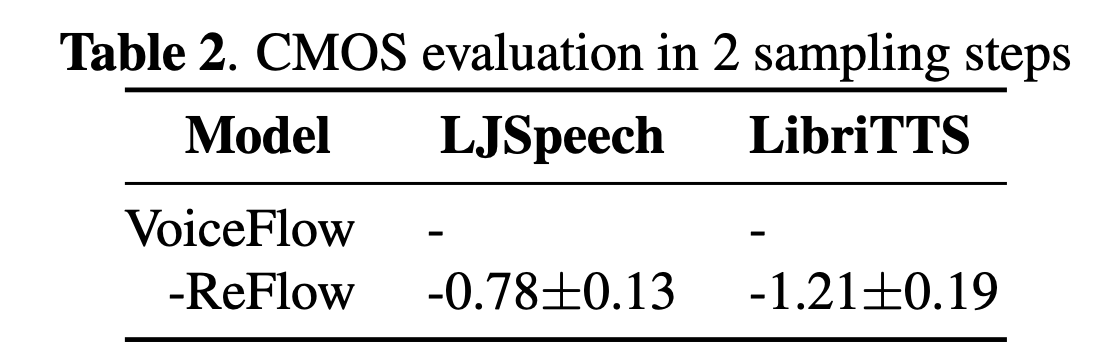 Table 2. CMOS evaluation in 2 sampling steps
Model LJSpeech LibriTTS
VoiceFlow - -
-ReFlow -0.78±0.13 -1.21±0.19